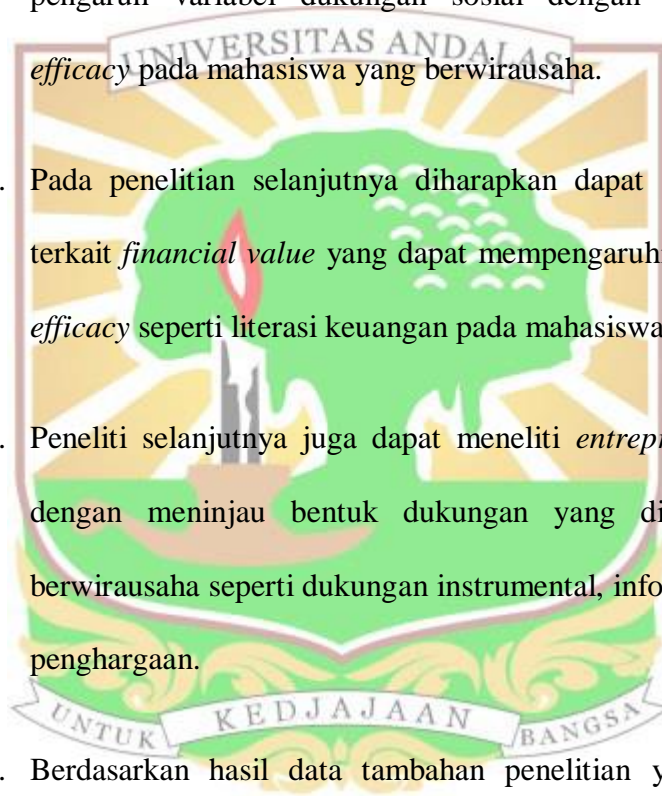 pengaruh variabel dukungan sosial dengan
UNIVERSITAS ANDALAS
efficacy pada mahasiswa yang berwirausaha.
. Pada penelitian selanjutnya diharapkan dapat
terkait financial value yang dapat mempengaruhi
efficacy seperti literasi keuangan pada mahasiswa
. Peneliti selanjutnya juga dapat meneliti entrepr
dengan meninjau bentuk dukungan yang di
berwirausaha seperti dukungan instrumental, info
penghargaan.
UNTUK KEDJAJAAN BANGSA
. Berdasarkan hasil data tambahan penelitian y